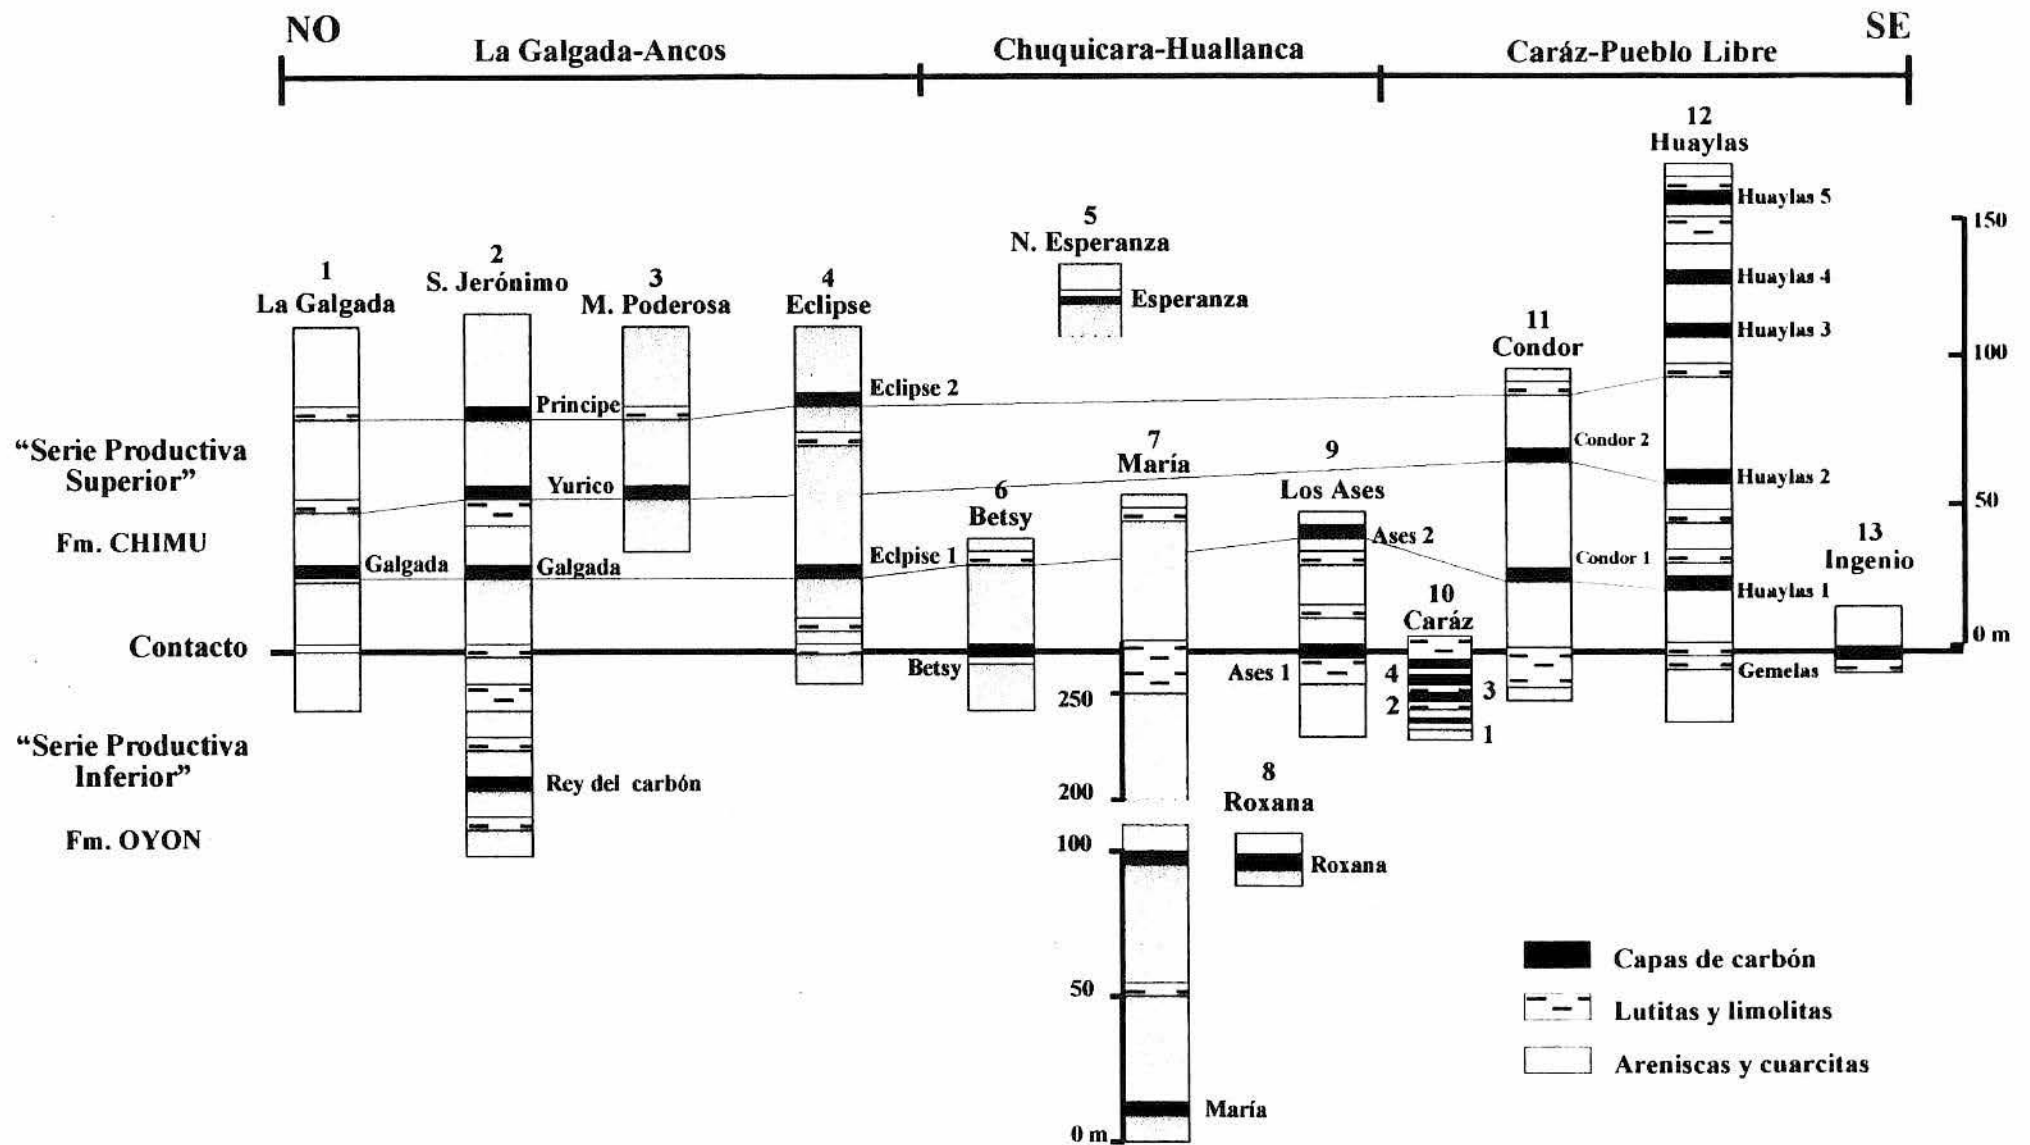 NO
SE
La Galgada-Ancos
Chuquicara-Huallanca
Caráz-Pueblo Libre
1
La Galgada
2
S. Jerónimo
3
M. Poderosa
4
Eclipse
5
N. Esperanza
Esperanza
6
Betsy
7
María
8
Roxana
9
Los Ases
10
Caráz
11
Condor
12
Huaylas
13
Ingenio
Huaylas 5
Huaylas 4
Huaylas 3
Huaylas 2
Huaylas 1
Gemelas
150
100
50
0 m
Principe
Yurico
Galgada
Galgada
Rey del carbón
Eclipse 2
Eclpise 1
Betsy
Ases 2
Ases 1
Condor 2
Condor 1
4
3
2
1
"Serie Productiva
Superior"
Fm. CHIMU
Contacto
"Serie Productiva
Inferior"
Fm. OYON
250
200
100
50
0 m
Roxana
María
Capas de carbón
Lutitas y limolitas
Areniscas y cuarcitas